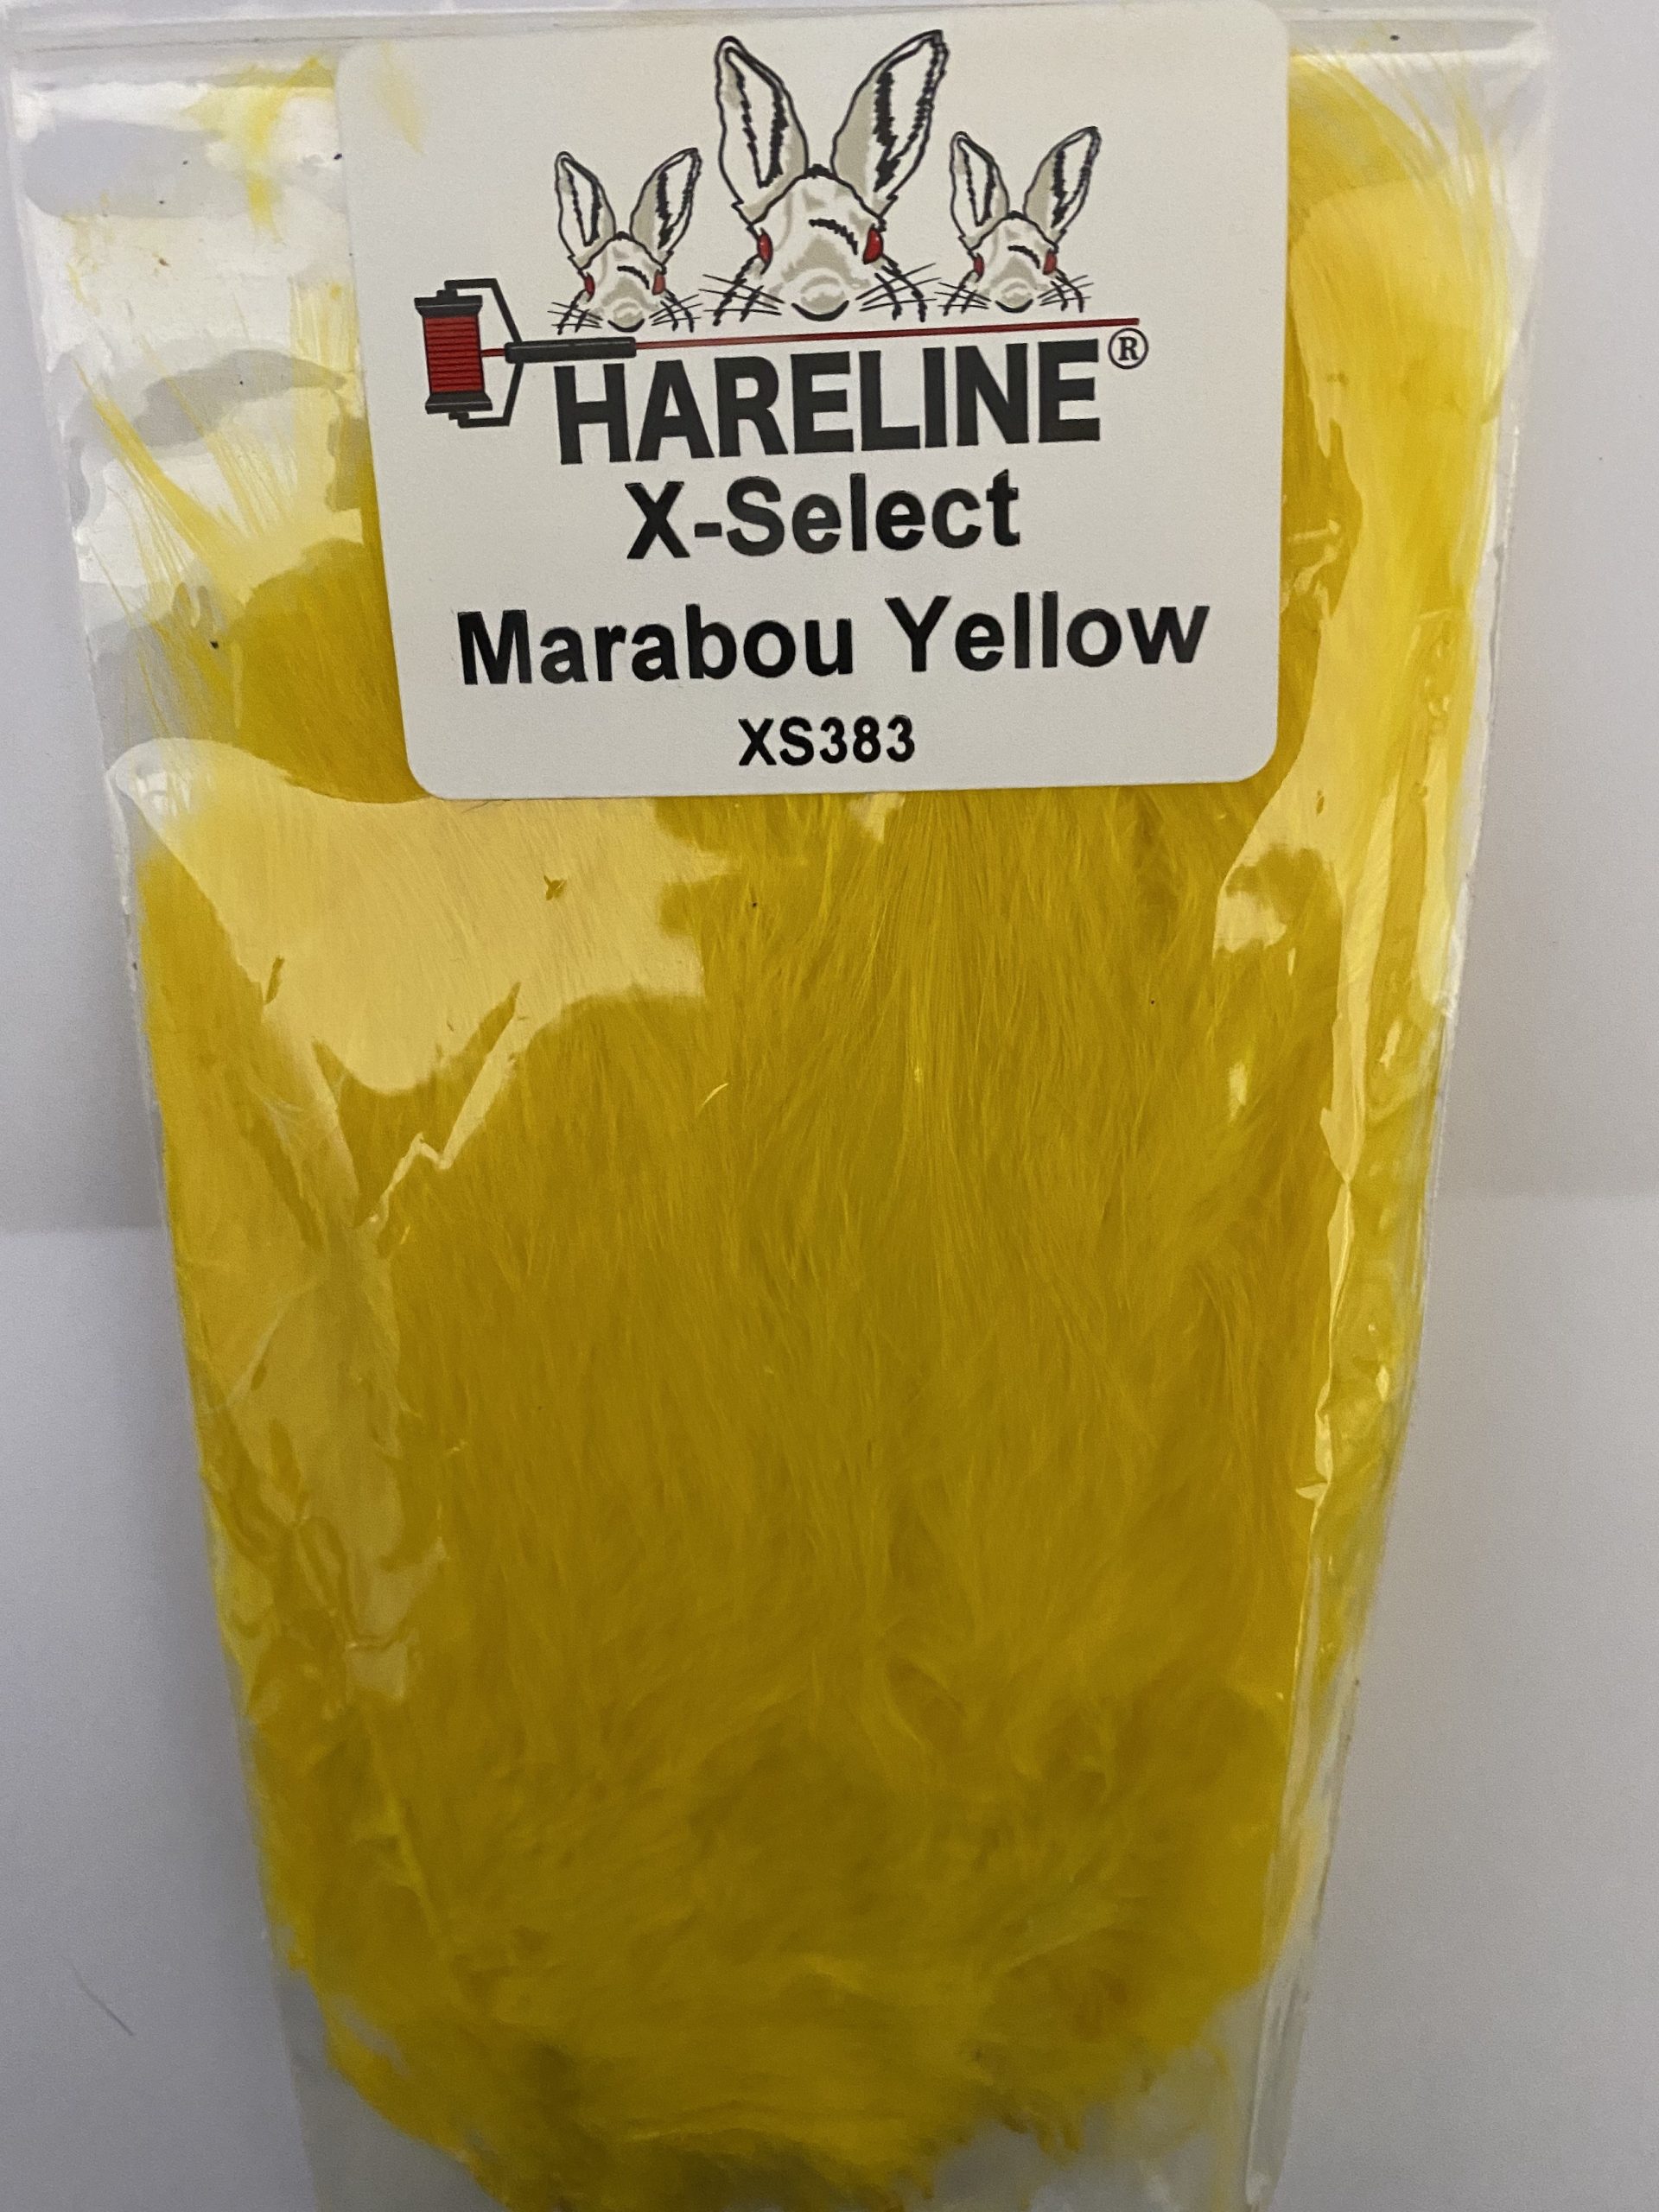 HARELINE®
X-Select
Marabou Yellow
XS383